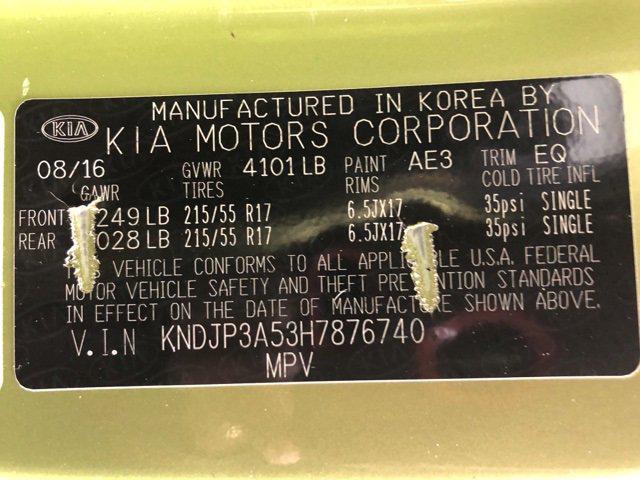 MANUFACTURED IN KOREA BY
KIA KIA MOTORS CORPORATION
08/16 GVWR 4101 LB PAINT AE3 TRIM EQ
GAWR TIRES RIMS COLD TIRE INFL
FRONT 249 LB 215/55 R17 6.5JX17 35psi SINGLE
REAR 028 LB 215/55 R17 6.5JX17 35psi SINGLE
VEHICLE CONFORMS TO ALL U.S.A. FEDERAL
MOTOR VEHICLE SAFETY AND THEFT STANDARDS
IN EFFECT ON THE DATE OF SHOWN ABOVE.
V.I.N KNDJP3A53H7876740
MPV